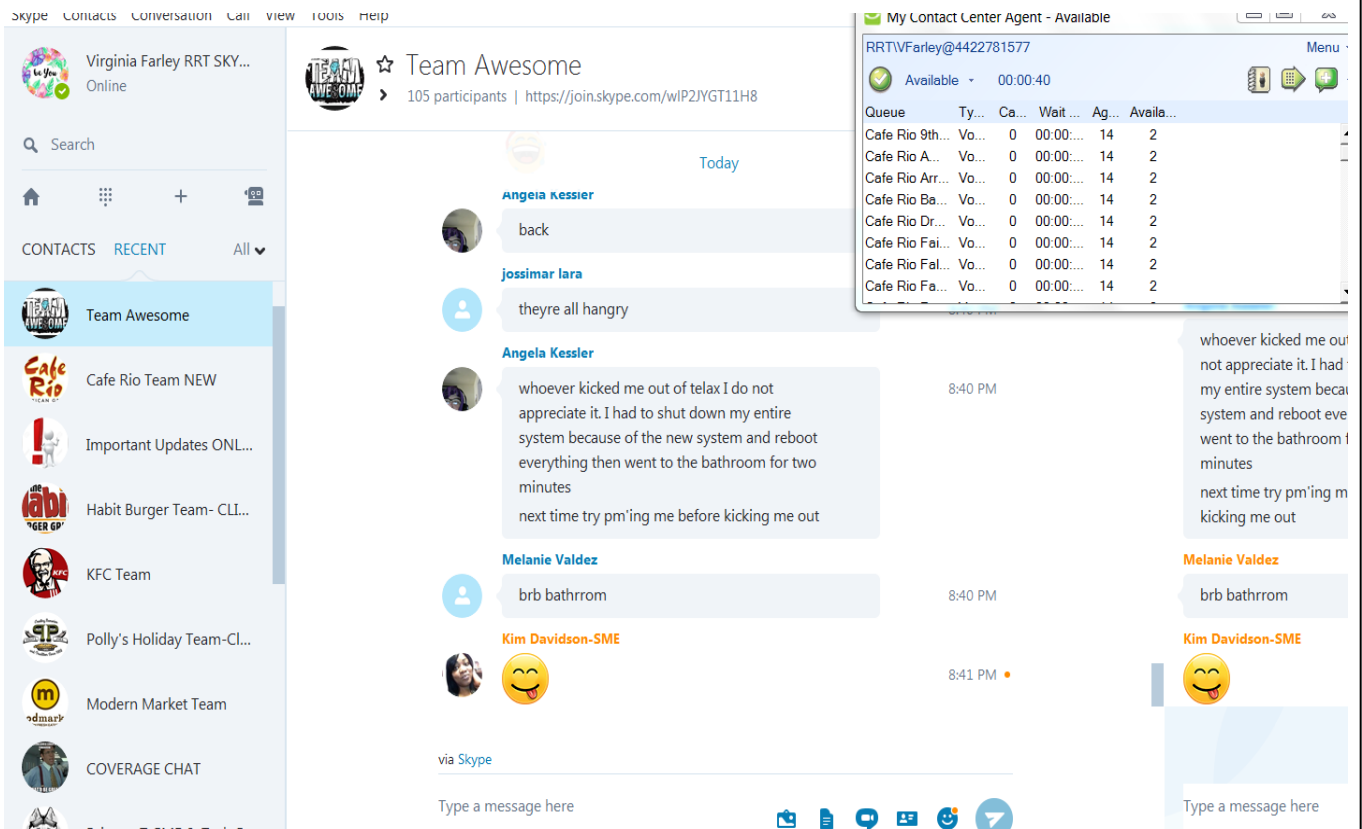 Skype Contacts Conversation Call View Tools Help
Virginia Farley RRT SKY...
Online
Search
CONTACTS RECENT All
Team Awesome
Cafe Rio Team NEW
Important Updates ONL...
Habit Burger Team- CLI...
KFC Team
Polly's Holiday Team-Cl...
Modern Market Team
COVERAGE CHAT
be You
TEAM
AWESOME
Cafe
Rio
KFC
m
Team Awesome
105 participants | https://join.skype.com/wIP2JYGT11H8
Today
Angela Kessler
back
jossimar lara
theyre all hangry
Angela Kessler
whoever kicked me out of telax I do not
appreciate it. I had to shut down my entire
system because of the new system and reboot
everything then went to the bathroom for two
minutes
next time try pm'ing me before kicking me out
8:40 PM
Melanie Valdez
brb bathrrom
8:40 PM
Kim Davidson-SME
8:41 PM
via Skype
Type a message here
My Contact Center Agent - Available
RRT\VFarley@4422781577 Menu
Available 00:00:40
Queue Ty... Ca... Wait ... Ag... Availa...
Cafe Rio 9th... Vo... 0 00:00:... 14 2
Cafe Rio A... Vo... 0 00:00:... 14 2
Cafe Rio Arr... Vo... 0 00:00:... 14 2
Cafe Rio Ba... Vo... 0 00:00:... 14 2
Cafe Rio Dr... Vo... 0 00:00:... 14 2
Cafe Rio Fai... Vo... 0 00:00:... 14 2
Cafe Rio Fal... Vo... 0 00:00:... 14 2
Cafe Rio Fa... Vo... 0 00:00:... 14 2
whoever kicked me out
not appreciate it. I had
my entire system becau
system and reboot eve
went to the bathroom f
minutes
next time try pm'ing m
kicking me out
Melanie Valdez
brb bathrrom
Kim Davidson-SME
Type a message here